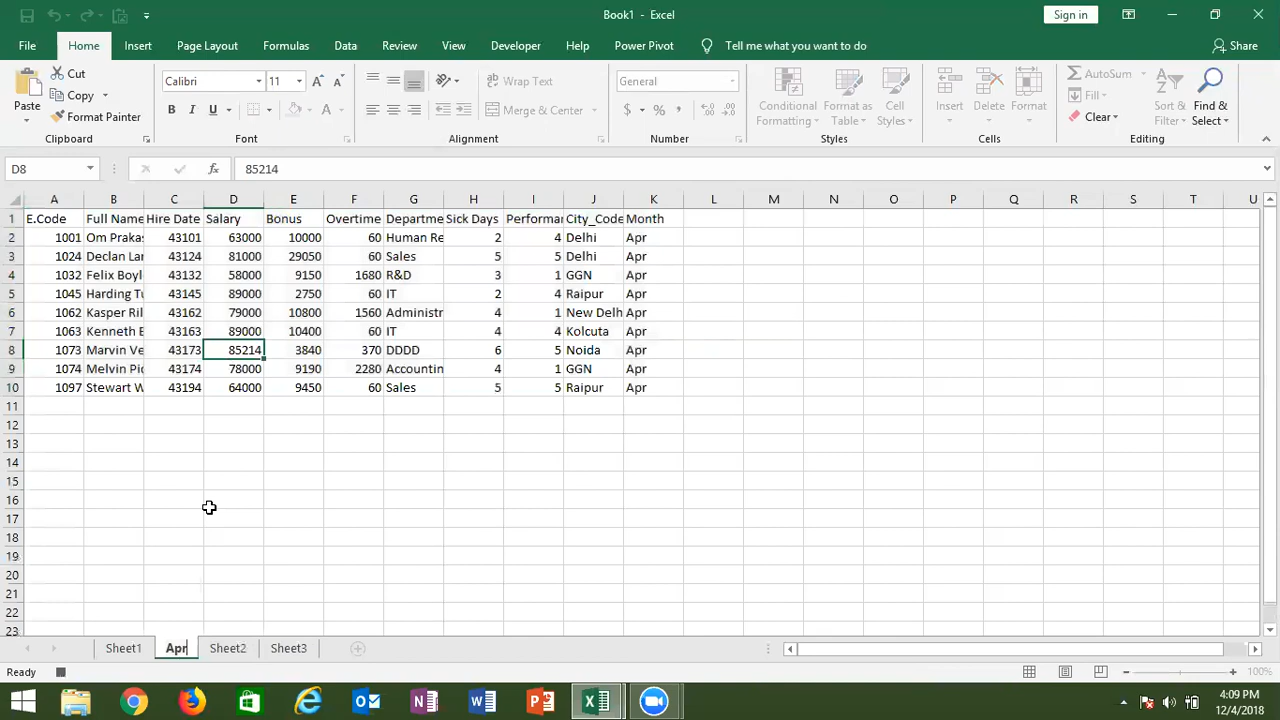 Book1 - Excel
Sign in
File Home Insert Page Layout Formulas Data Review View Developer Help Power Pivot Tell me what you want to do Share
Paste Cut Copy Format Painter
Calibri 11
B I U
Wrap Text
Merge & Center
General
$ % ,
Conditional Formatting Format as Table Cell Styles
Insert Delete Format
AutoSum Fill Clear
Sort & Filter Find & Select
Clipboard Font Alignment Number Styles Cells Editing
D8 fx 85214
A B C D E F G H I J K L M N O P Q R S T U
1 E.Code Full Name Hire Date Salary Bonus Overtime Departme Sick Days Performan City_Code Month
2 1001 Om Prakas 43101 63000 10000 60 Human Re 2 4 Delhi Apr
3 1024 Declan Lar 43124 81000 29050 60 Sales 5 5 Delhi Apr
4 1032 Felix Boyl 43132 58000 9150 1680 R&D 3 1 GGN Apr
5 1045 Harding Tu 43145 89000 2750 60 IT 2 4 Raipur Apr
6 1062 Kasper Ril 43162 79000 10800 1560 Administr 4 1 New Delh Apr
7 1063 Kenneth E 43163 89000 10400 60 IT 4 4 Kolcuta Apr
8 1073 Marvin Ve 43173 85214 3840 370 DDDD 6 5 Noida Apr
9 1074 Melvin Pic 43174 78000 9190 2280 Accountin 4 1 GGN Apr
10 1097 Stewart W 43194 64000 9450 60 Sales 5 5 Raipur Apr
11
12
13
14
15
16
17
18
19
20
21
22
23
Sheet1 Apr Sheet2 Sheet3
Ready 100%
4:09 PM
12/4/2018